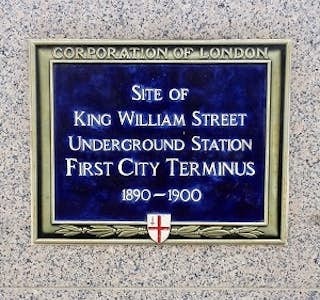 CORPORATION OF LONDON
SITE OF
KING WILLIAM STREET
UNDERGROUND STATION
FIRST CITY TERMINUS
1890–1900